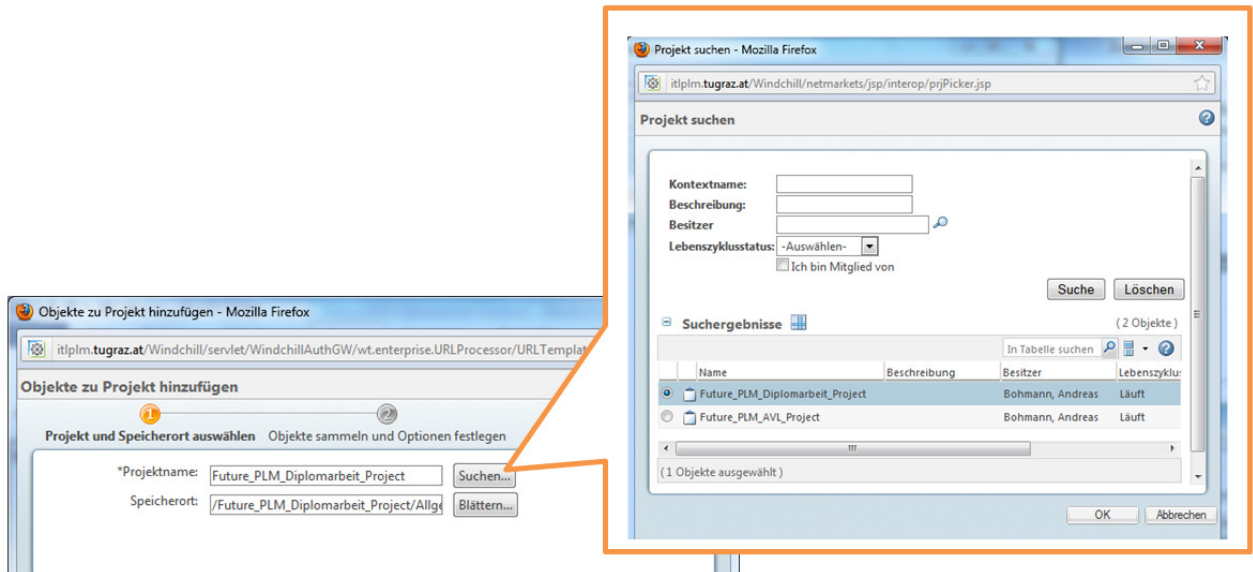 Projekt suchen - Mozilla Firefox
itlplm.tugraz.at/Windchill/netmarkets/jsp/interop/prjPicker.jsp
Projekt suchen
Kontextname:
Beschreibung:
Besitzer
Lebenszyklusstatus: -Auswählen-
Ich bin Mitglied von
Suche Löschen
Suchergebnisse ( 2 Objekte )
In Tabelle suchen
Name Beschreibung Besitzer Lebenszyklu
Future_PLM_Diplomarbeit_Project Bohmann, Andreas Läuft
Future_PLM_AVL_Project Bohmann, Andreas Läuft
(1 Objekte ausgewählt )
OK Abbrechen
Objekte zu Projekt hinzufügen - Mozilla Firefox
itlplm.tugraz.at/Windchill/servlet/WindchillAuthGW/wt.enterprise.URLProcessor/URLTemplat
Objekte zu Projekt hinzufügen
1 2
Projekt und Speicherort auswählen Objekte sammeln und Optionen festlegen
*Projektname: Future_PLM_Diplomarbeit_Project Suchen...
Speicherort: /Future_PLM_Diplomarbeit_Project/Allge Blättern...